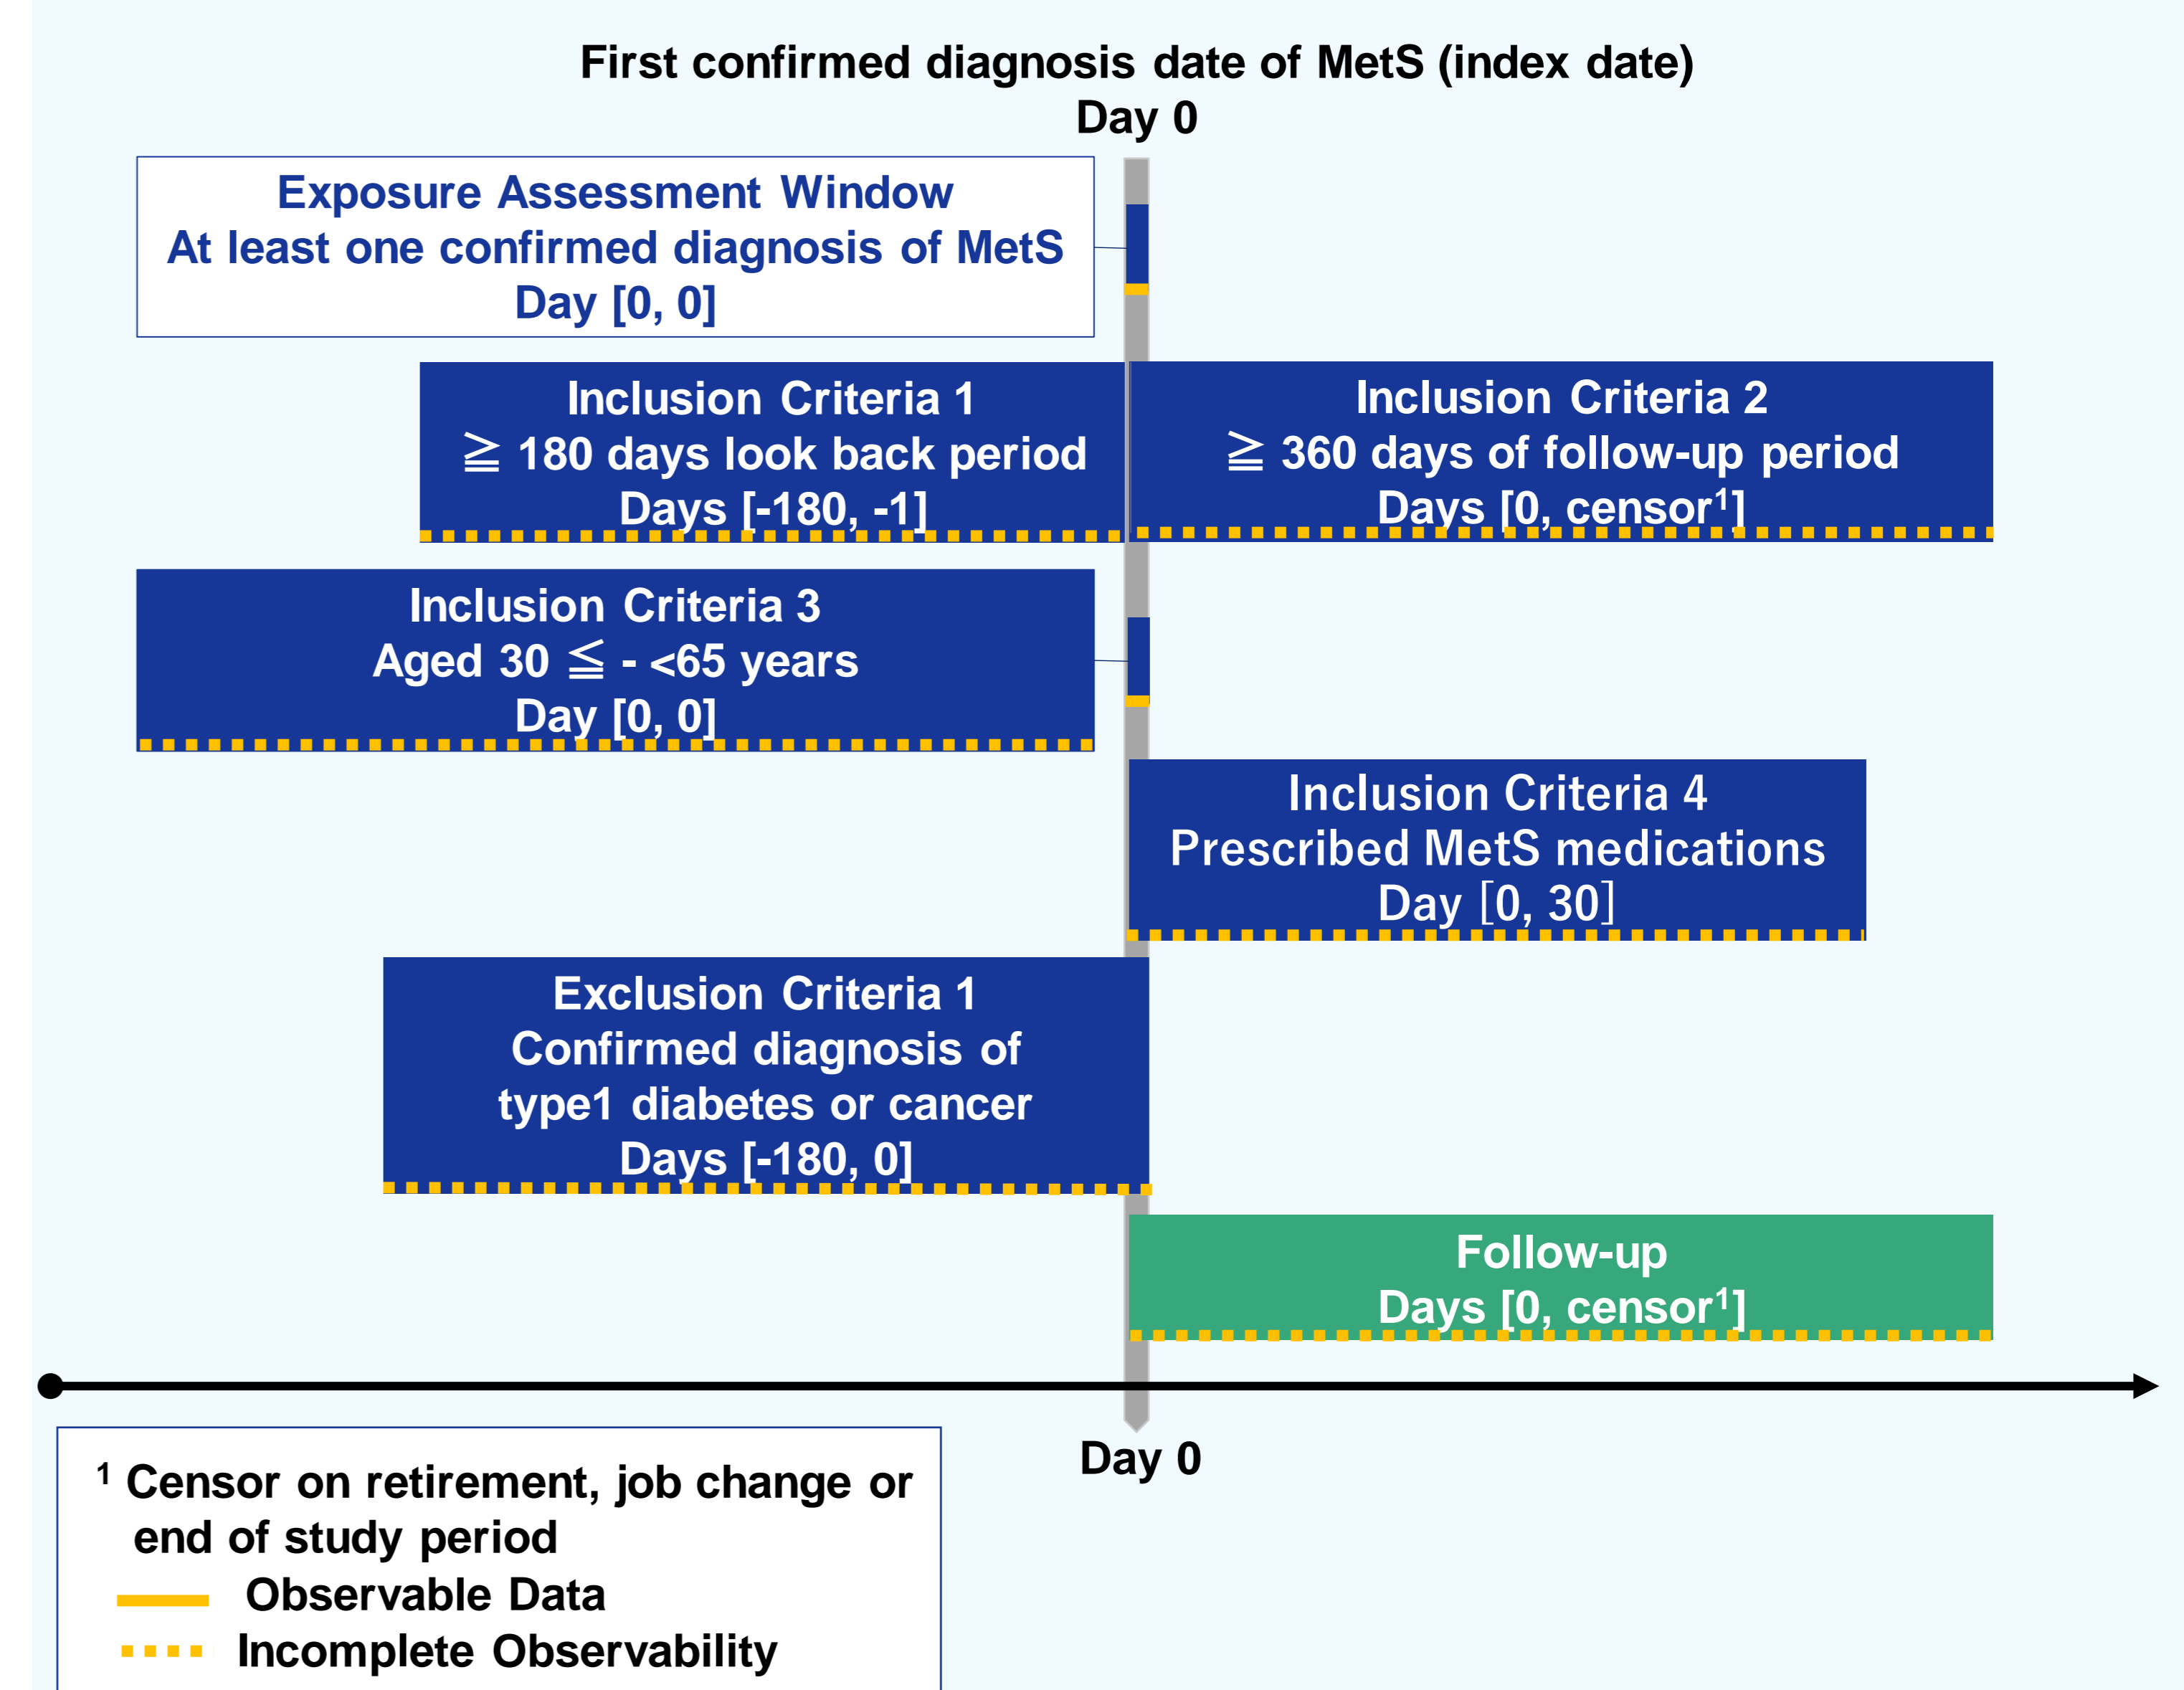 First confirmed diagnosis date of MetS (index date)
Day 0
Exposure Assessment Window
At least one confirmed diagnosis of MetS
Day [0, 0]
Inclusion Criteria 1
≧ 180 days look back period
Days [-180, -1]
Inclusion Criteria 2
≧ 360 days of follow-up period
Days [0, censor¹]
Inclusion Criteria 3
Aged 30 ≦ - <65 years
Day [0, 0]
Inclusion Criteria 4
Prescribed MetS medications
Day [0, 30]
Exclusion Criteria 1
Confirmed diagnosis of
type1 diabetes or cancer
Days [-180, 0]
Follow-up
Days [0, censor¹]
Day 0
¹ Censor on retirement, job change or
end of study period
Observable Data
Incomplete Observability